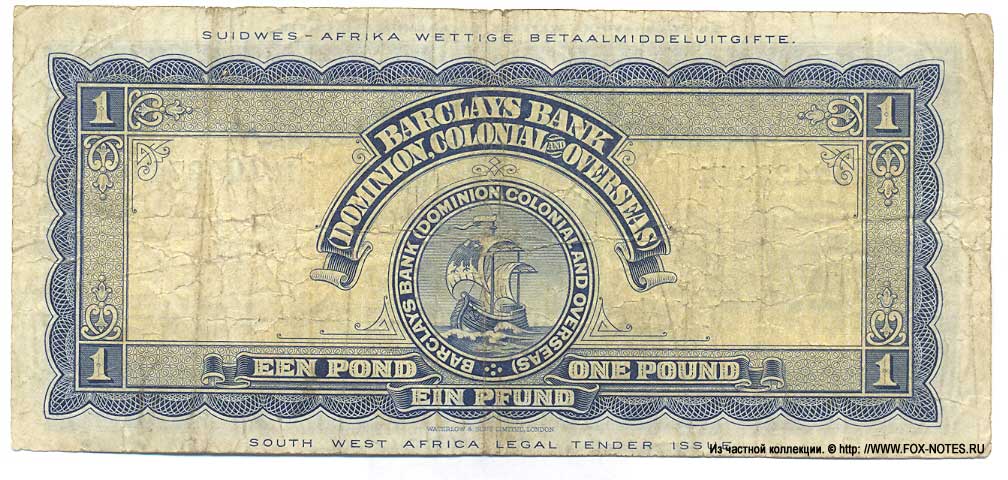 SUIDWES-AFRIKA WETTIGE BETAALMIDDELUITGIFTE.
1 1
BARCLAYS BANK
(DOMINION, COLONIAL AND OVERSEAS)
BARCLAYS BANK (DOMINION COLONIAL AND OVERSEAS)
1 1
1 EEN POND ONE POUND 1
EIN PFUND
WATERLOW & SONS LIMITED, LONDON.
SOUTH WEST AFRICA LEGAL TENDER ISSUE.
Из частной коллекции. © http: //WWW.FOX-NOTES.RU